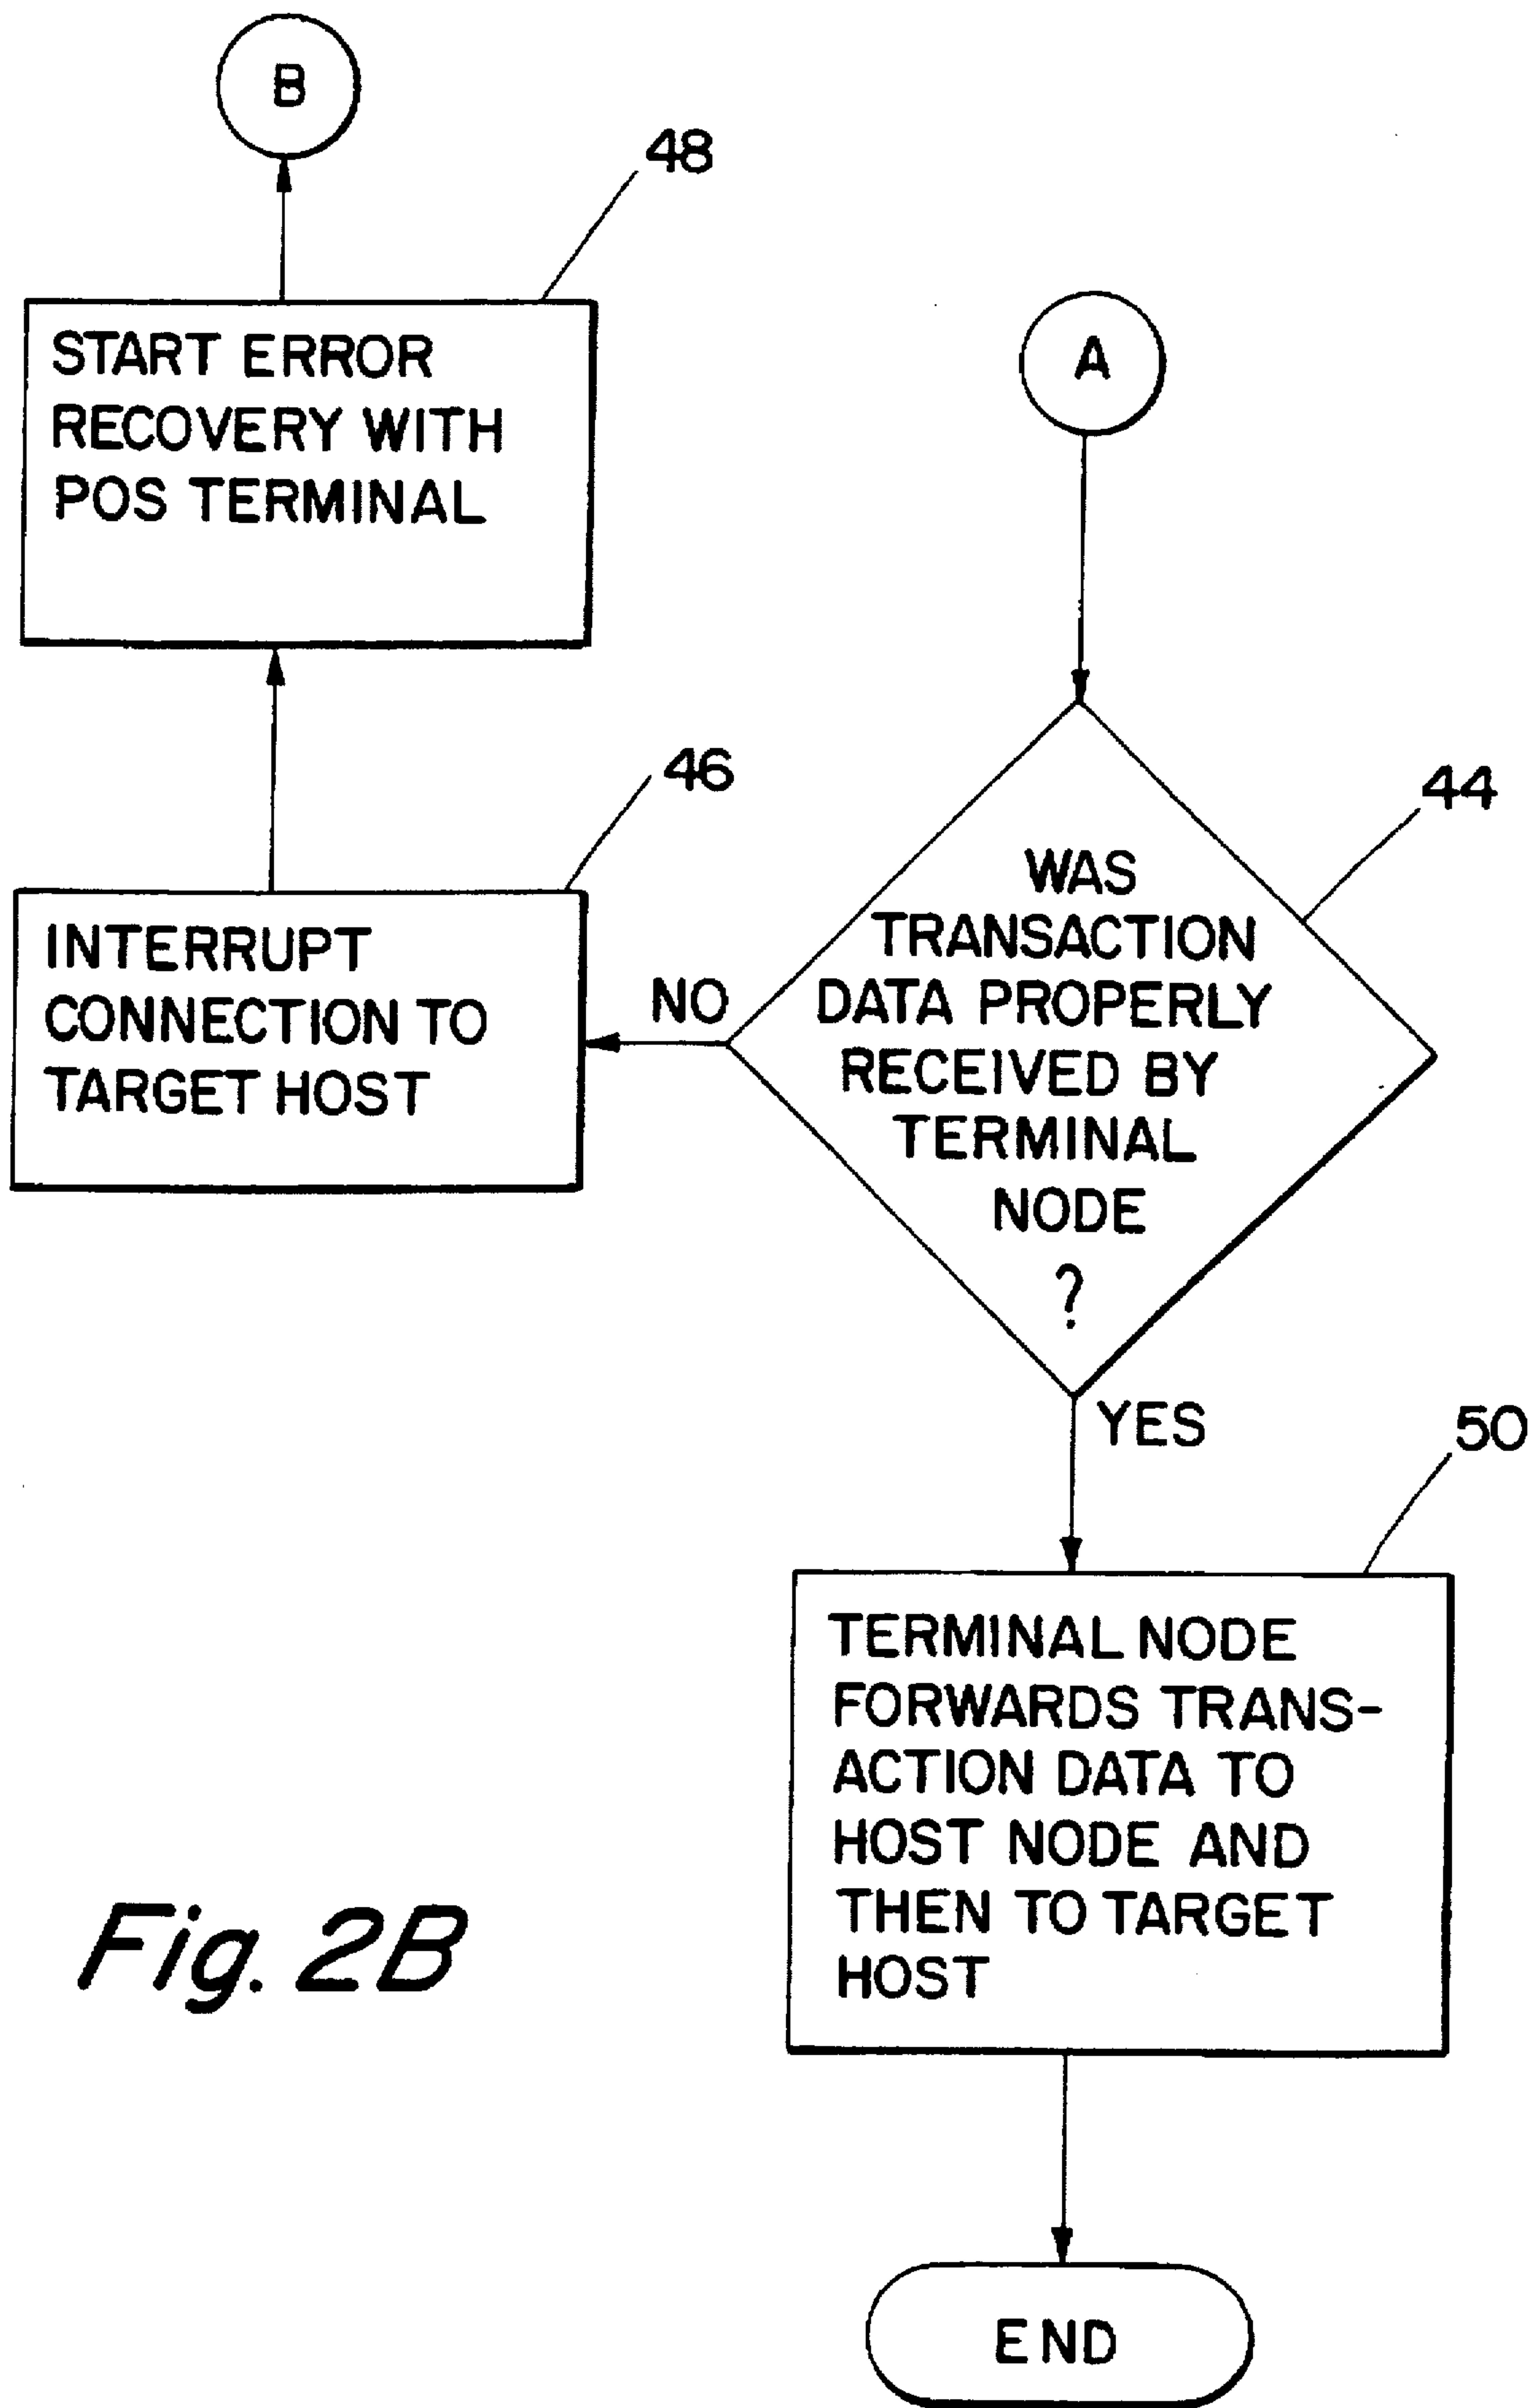 B
48
START ERROR
RECOVERY WITH
POS TERMINAL
A
46
INTERRUPT
CONNECTION TO
TARGET HOST
NO
44
WAS
TRANSACTION
DATA PROPERLY
RECEIVED BY
TERMINAL
NODE
?
YES
50
TERMINAL NODE
FORWARDS TRANS-
ACTION DATA TO
HOST NODE AND
THEN TO TARGET
HOST
Fig. 2B
END